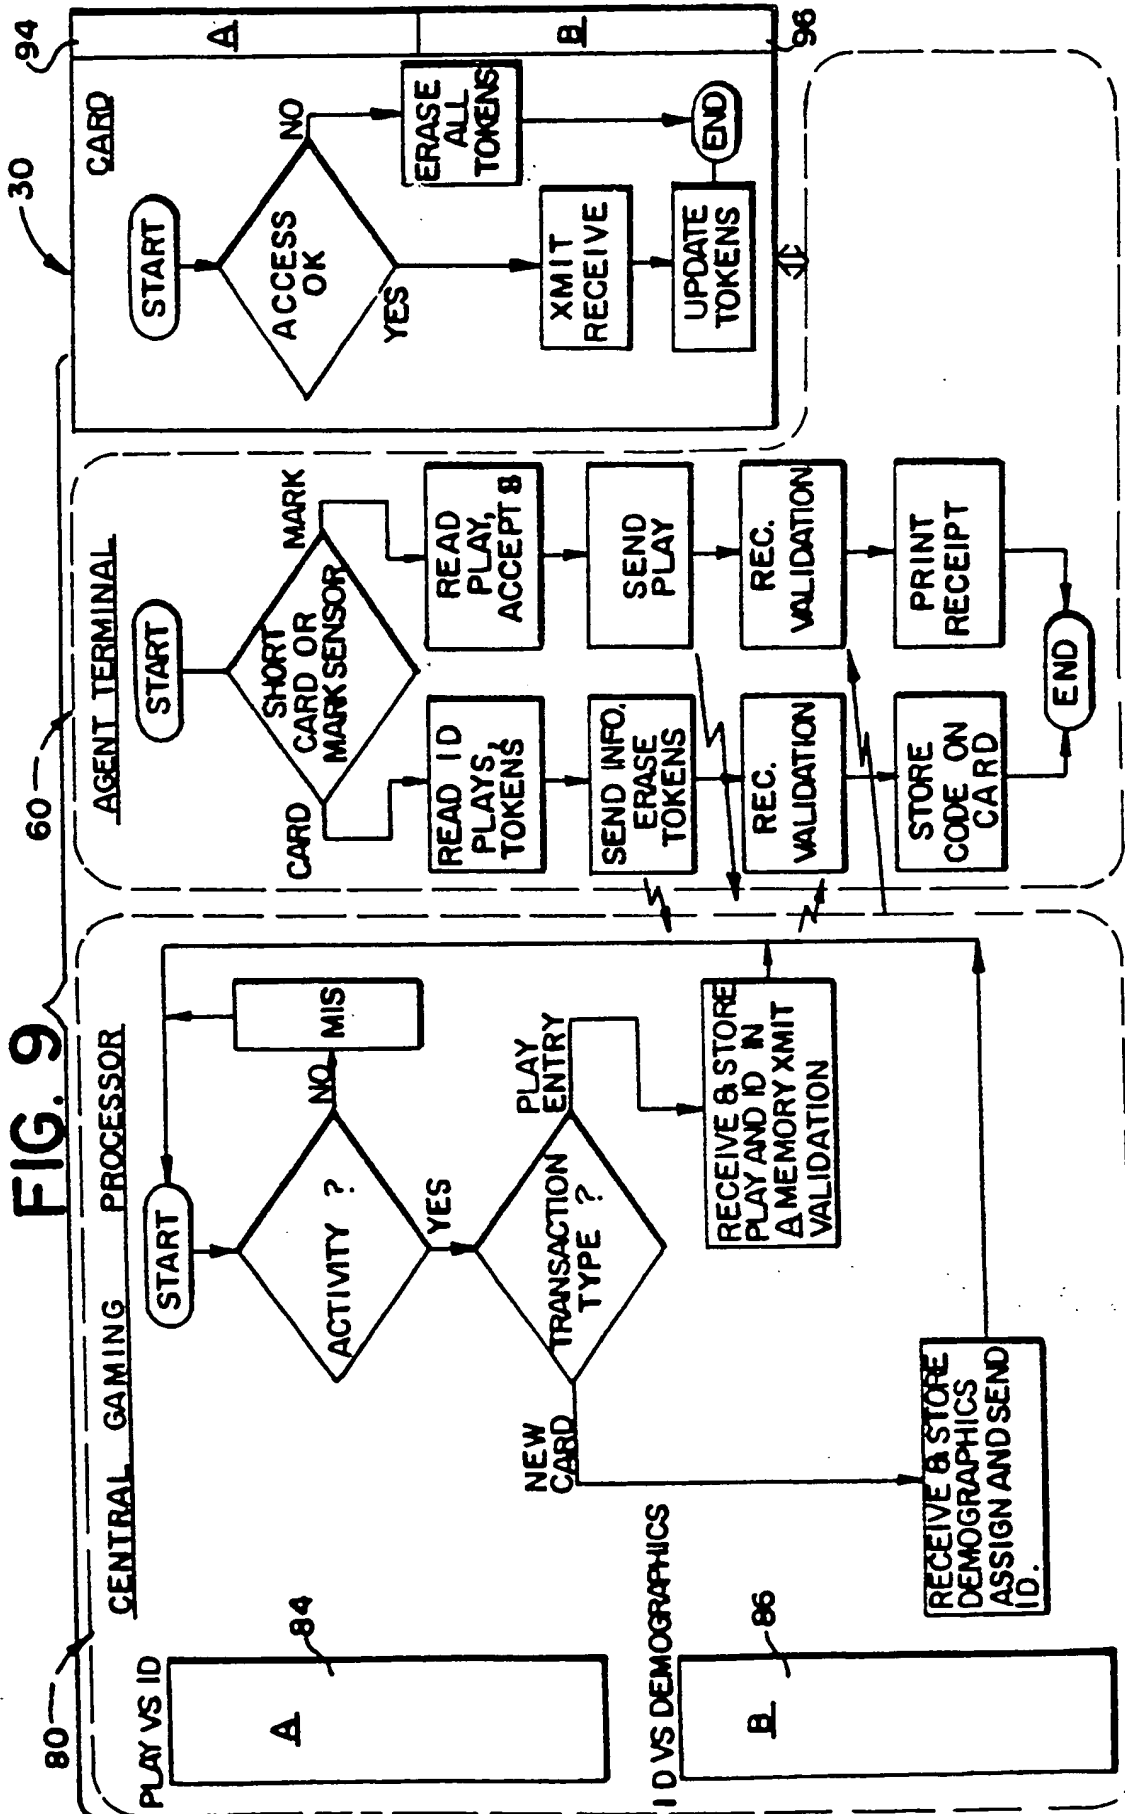 FIG. 9
80
CENTRAL GAMING PROCESSOR
PLAY VS ID
A
84
ID VS DEMOGRAPHICS
B
86
START
ACTIVITY ?
NO
MIS
YES
TRANSACTION
TYPE ?
NEW
CARD
PLAY
ENTRY
RECEIVE & STORE
PLAY AND ID IN
A MEMORY XMIT
VALIDATION
RECEIVE & STORE
DEMOGRAPHICS
ASSIGN AND SEND
ID.
60
AGENT TERMINAL
START
SHORT
CARD OR
MARK SENSOR
CARD
MARK
READ ID
PLAYS,
TOKENS
SEND INFO.
ERASE
TOKENS
REC.
VALIDATION
STORE
CODE ON
CARD
READ
PLAY,
ACCEPT $
SEND
PLAY
REC.
VALIDATION
PRINT
RECEIPT
END
30
CARD
94
A
B
96
START
ACCESS
OK
NO
YES
ERASE
ALL
TOKENS
XMIT
RECEIVE
UPDATE
TOKENS
END